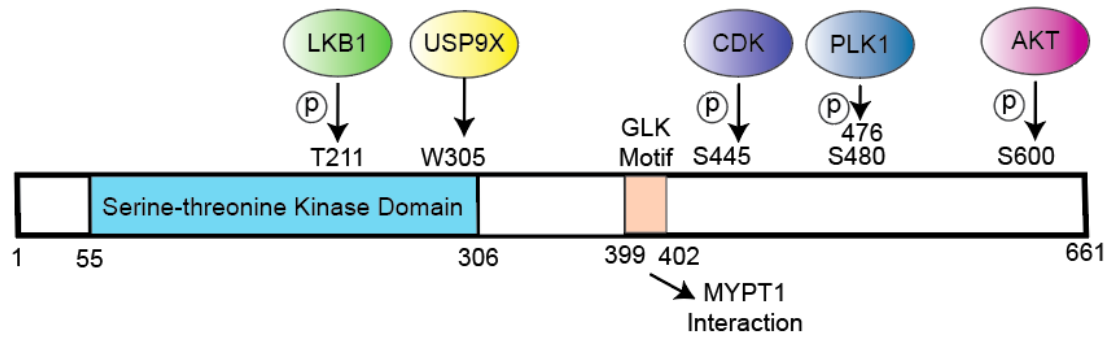 LKB1 USP9X CDK PLK1 AKT
p p p p
476
GLK
Motif
T211 W305 S445 S480 S600
Serine-threonine Kinase Domain
1 55 306 399 402 661
MYPT1
Interaction